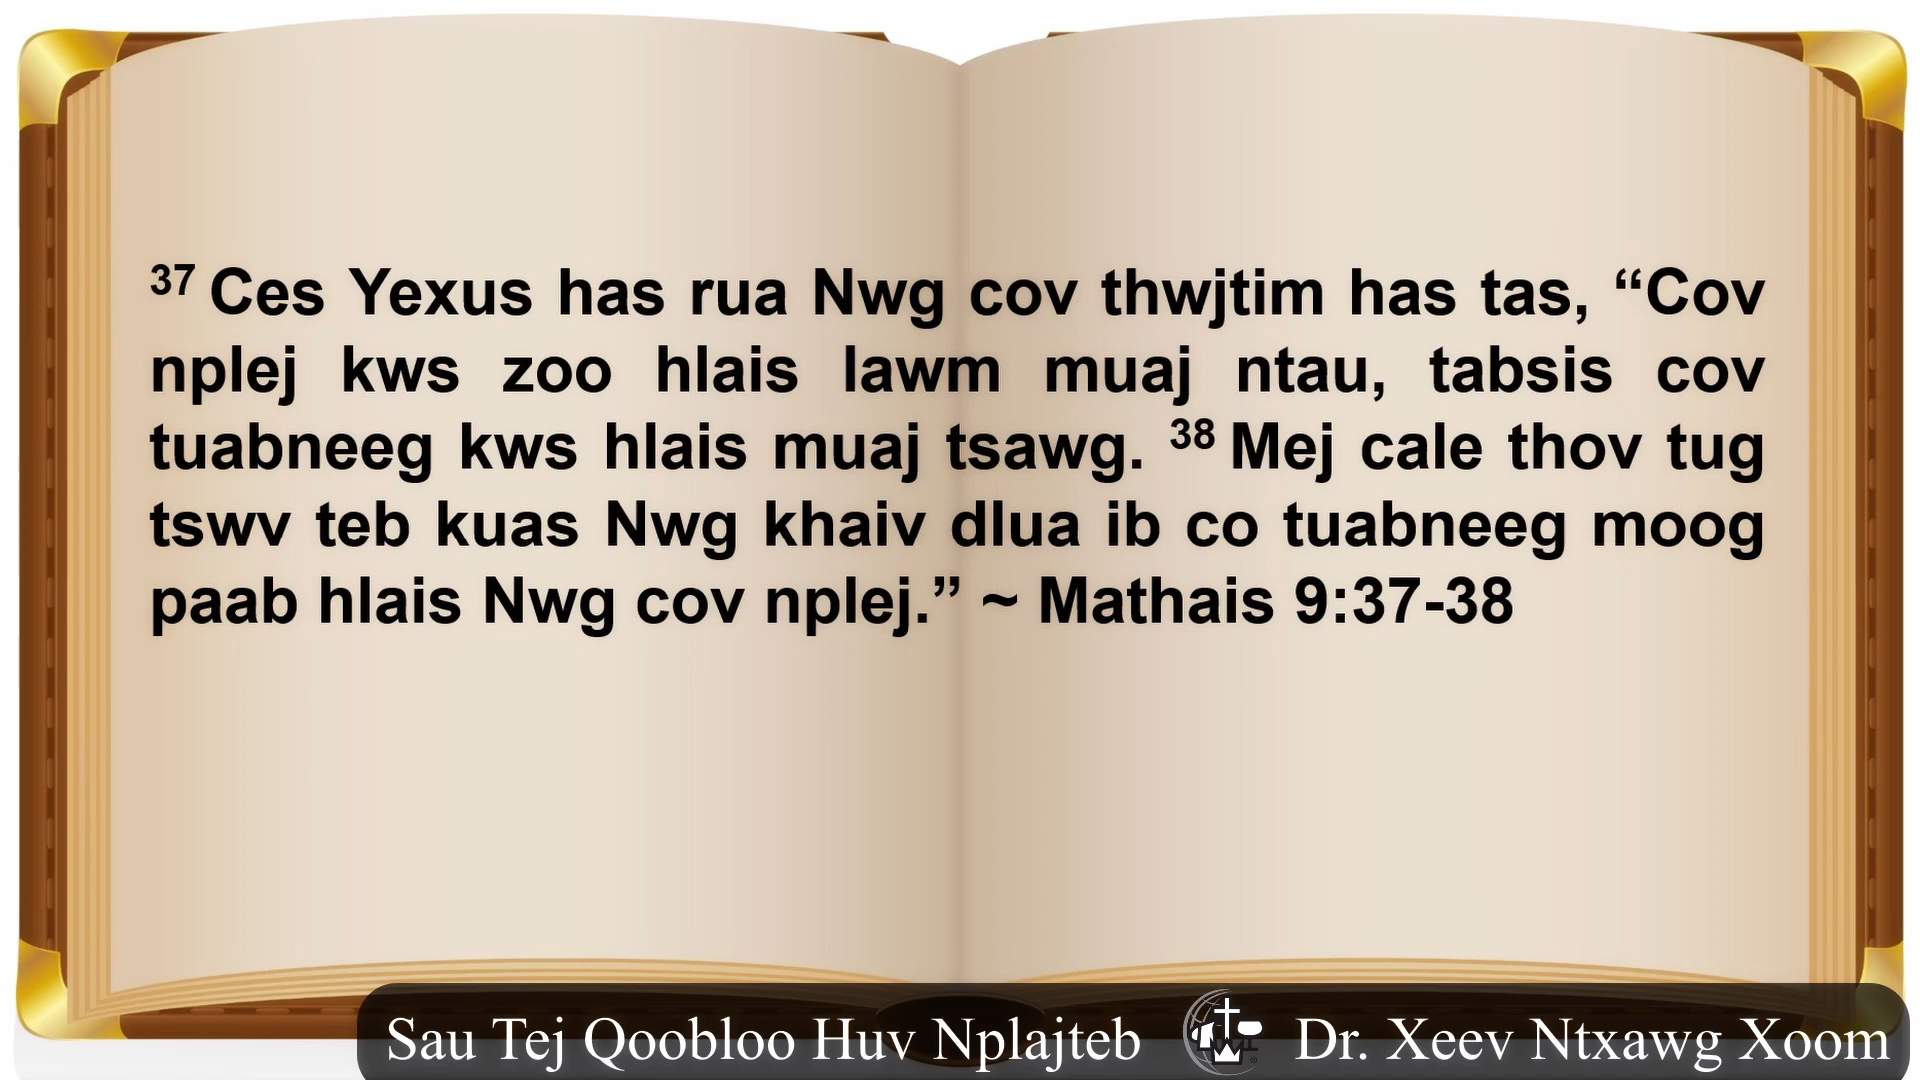 37 Ces Yexus has rua Nwg cov thwjtim has tas, “Cov
nplej kws zoo hlais lawm muaj ntau, tabsis cov
tuabneeg kws hlais muaj tsawg. 38 Mej cale thov tug
tswv teb kuas Nwg khaiv dlua ib co tuabneeg moog
paab hlais Nwg cov nplej.” ~ Mathais 9:37-38
Sau Tej Qoobloo Huv Nplajteb Dr. Xeev Ntxawg Xoom